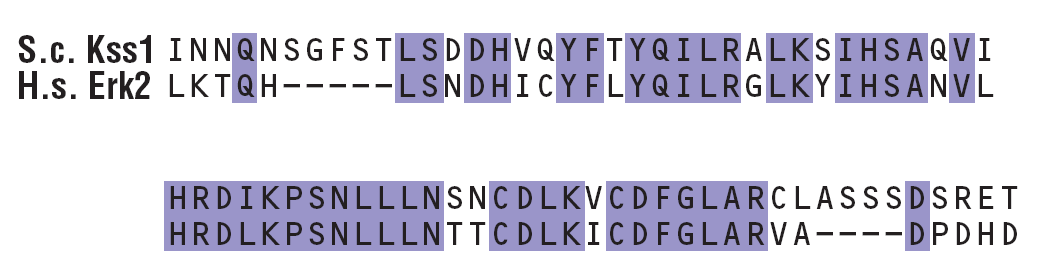 S.c. Kss1 INNQNSGFSTLSDDHVQYFTYQILRALKSIHSAQVI
H.s. Erk2 LKTQH-----LSNDHICYFLYQILRGLKYIHSANVL
HRDIKPSNLLLNSNCDLKVCDFGLARCLASSSDSRET
HRDLKPSNLLLNTTCDLKICDFGLARVA----DPDHD